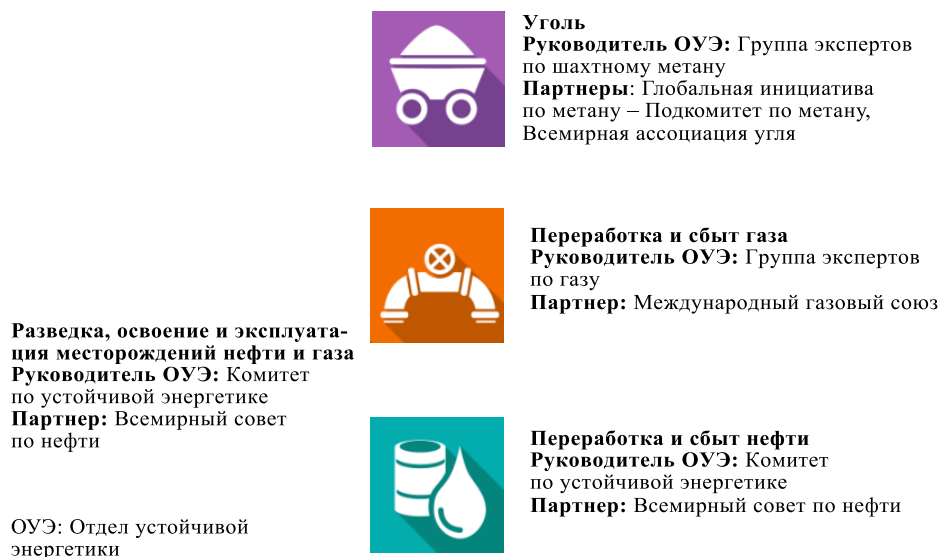 Уголь
Руководитель ОУЭ: Группа экспертов
по шахтному метану
Партнеры: Глобальная инициатива
по метану – Подкомитет по метану,
Всемирная ассоциация угля
Переработка и сбыт газа
Руководитель ОУЭ: Группа экспертов
по газу
Партнер: Международный газовый союз
Разведка, освоение и эксплуата-
ция месторождений нефти и газа
Руководитель ОУЭ: Комитет
по устойчивой энергетике
Партнер: Всемирный совет
по нефти
Переработка и сбыт нефти
Руководитель ОУЭ: Комитет
по устойчивой энергетике
Партнер: Всемирный совет по нефти
ОУЭ: Отдел устойчивой
энергетики